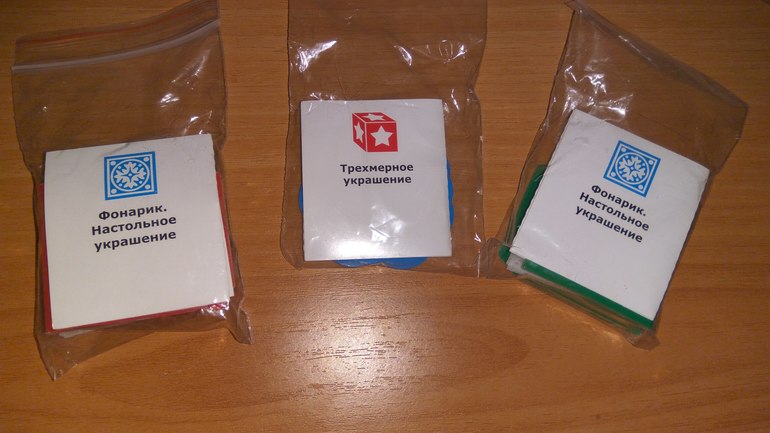 Фонарик.
Настольное
украшение
Трехмерное
украшение
Фонарик.
Настольное
украшение